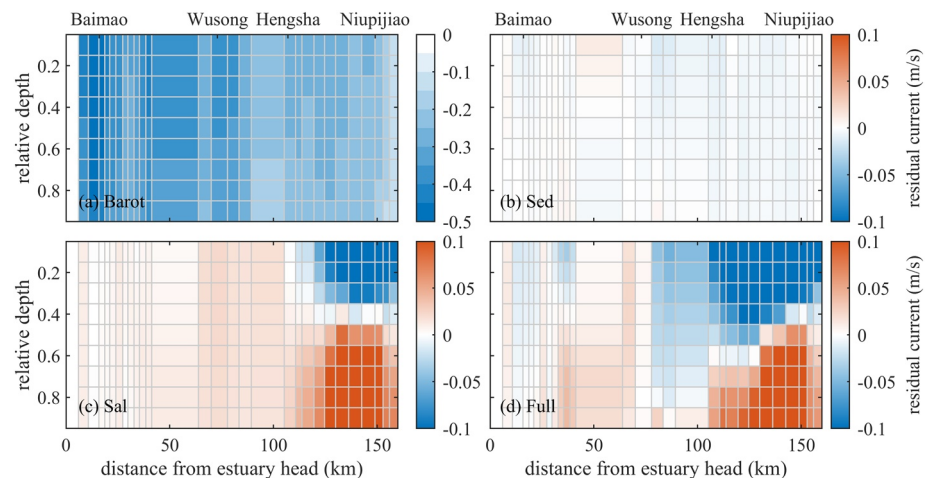 Baimao Wusong Hengsha Niupijiao
Baimao Wusong Hengsha Niupijiao
relative depth
0.2
0.4
0.6
0.8
(a) Barot
0
-0.1
-0.2
-0.3
-0.4
-0.5
(b) Sed
0.1
0.05
0
-0.05
-0.1
residual current (m/s)
relative depth
0.2
0.4
0.6
0.8
(c) Sal
0 50 100 150
distance from estuary head (km)
0.1
0.05
0
-0.05
-0.1
(d) Full
0 50 100 150
distance from estuary head (km)
0.1
0.05
0
-0.05
-0.1
residual current (m/s)